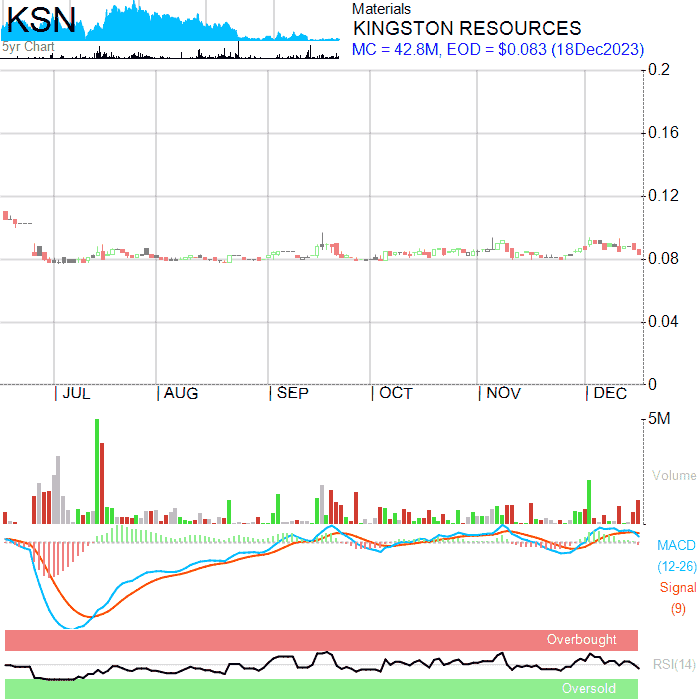 KSN
5yr Chart
Materials
KINGSTON RESOURCES
MC = 42.8M, EOD = $0.083 (18Dec2023)
0.2
0.16
0.12
0.08
0.04
0
JUL AUG SEP OCT NOV DEC
5M
Volume
MACD
(12-26)
Signal
(9)
Overbought
RSI(14)
Oversold